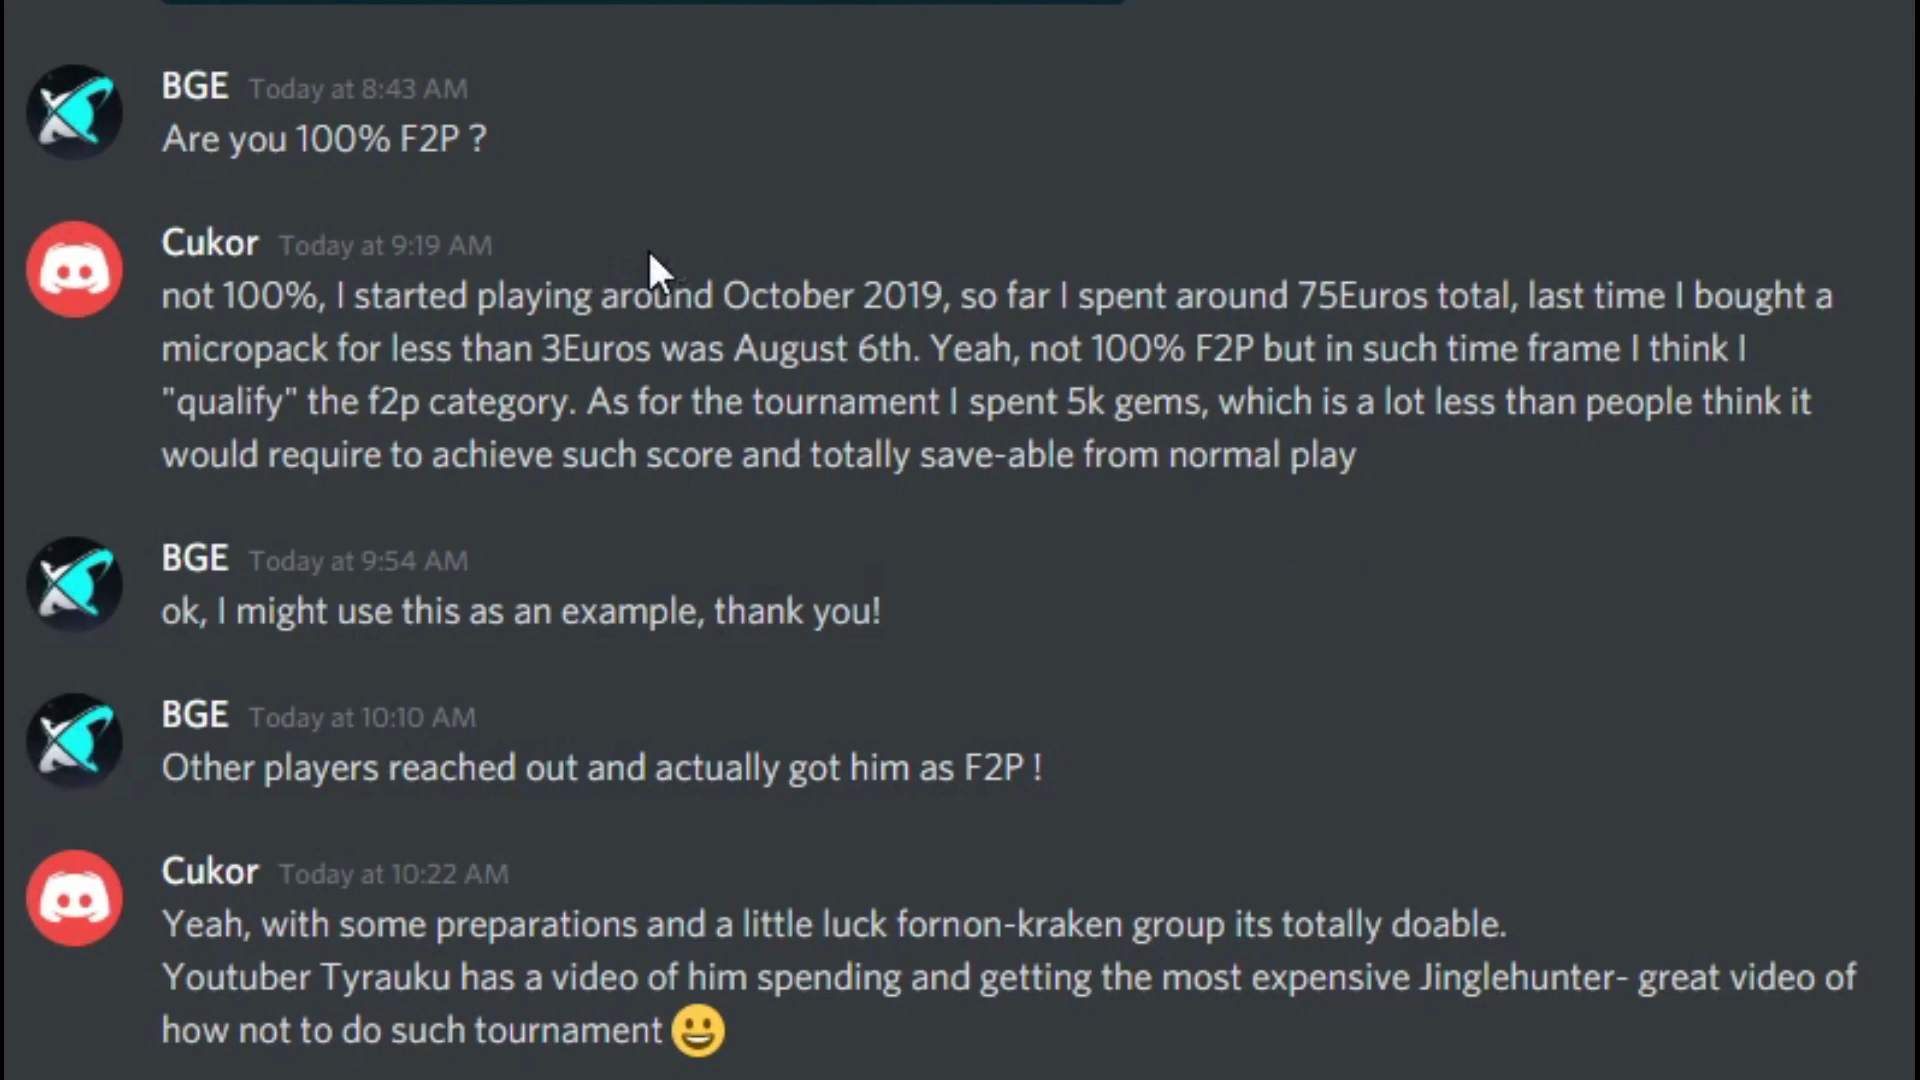 BGE Today at 8:43 AM
Are you 100% F2P ?
Cukor Today at 9:19 AM
not 100%, I started playing around October 2019, so far I spent around 75Euros total, last time I bought a
micropack for less than 3Euros was August 6th. Yeah, not 100% F2P but in such time frame I think I
"qualify" the f2p category. As for the tournament I spent 5k gems, which is a lot less than people think it
would require to achieve such score and totally save-able from normal play
BGE Today at 9:54 AM
ok, I might use this as an example, thank you!
BGE Today at 10:10 AM
Other players reached out and actually got him as F2P !
Cukor Today at 10:22 AM
Yeah, with some preparations and a little luck fornon-kraken group its totally doable.
Youtuber Tyrauku has a video of him spending and getting the most expensive Jinglehunter- great video of
how not to do such tournament 😀